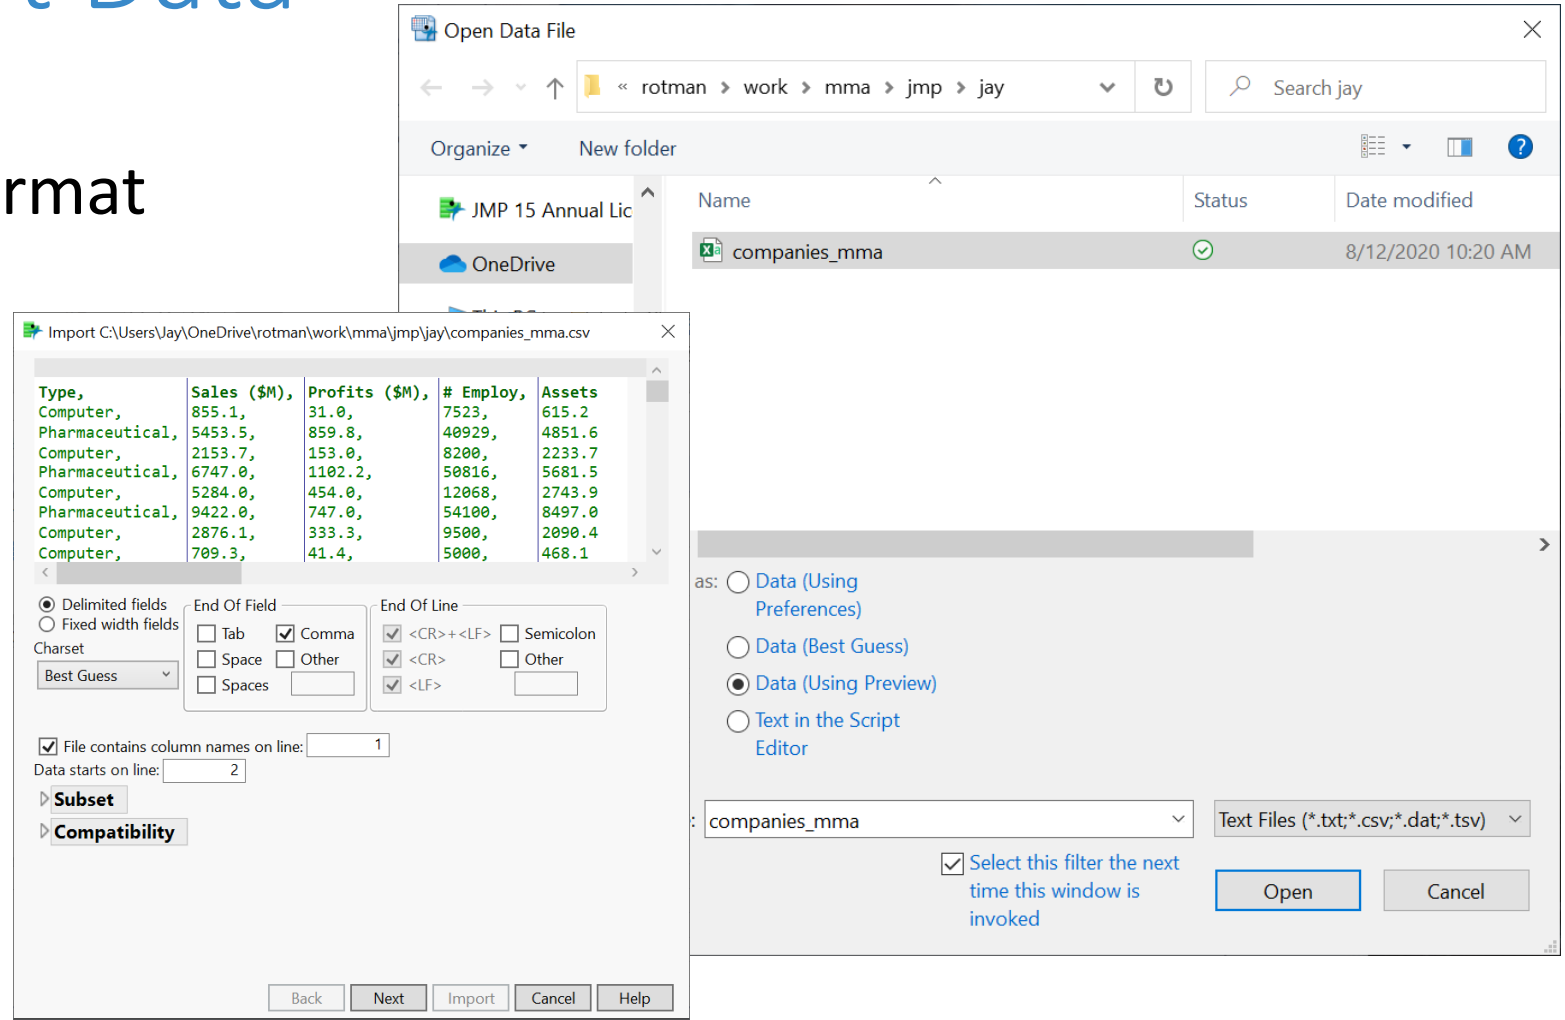 t Data
rmat
Open Data File
« rotman > work > mma > jmp > jay
Search jay
Organize
New folder
JMP 15 Annual Lic
OneDrive
Name
Status
Date modified
companies_mma
8/12/2020 10:20 AM
as:
Data (Using
Preferences)
Data (Best Guess)
Data (Using Preview)
Text in the Script
Editor
companies_mma
Text Files (*.txt;*.csv;*.dat;*.tsv)
Select this filter the next
time this window is
invoked
Open
Cancel
Import C:\Users\Jay\OneDrive\rotman\work\mma\jmp\jay\companies_mma.csv
Type, Sales ($M), Profits ($M), # Employ, Assets
Computer, 855.1, 31.0, 7523, 615.2
Pharmaceutical, 5453.5, 859.8, 40929, 4851.6
Computer, 2153.7, 153.0, 8200, 2233.7
Pharmaceutical, 6747.0, 1102.2, 50816, 5681.5
Computer, 5284.0, 454.0, 12068, 2743.9
Pharmaceutical, 9422.0, 747.0, 54100, 8497.0
Computer, 2876.1, 333.3, 9500, 2090.4
Computer, 709.3, 41.4, 5000, 468.1
Delimited fields
Fixed width fields
Charset
Best Guess
End Of Field
Tab
Comma
Space
Other
Spaces
End Of Line
<CR>+<LF>
Semicolon
<CR>
Other
<LF>
File contains column names on line: 1
Data starts on line: 2
Subset
Compatibility
Back
Next
Import
Cancel
Help